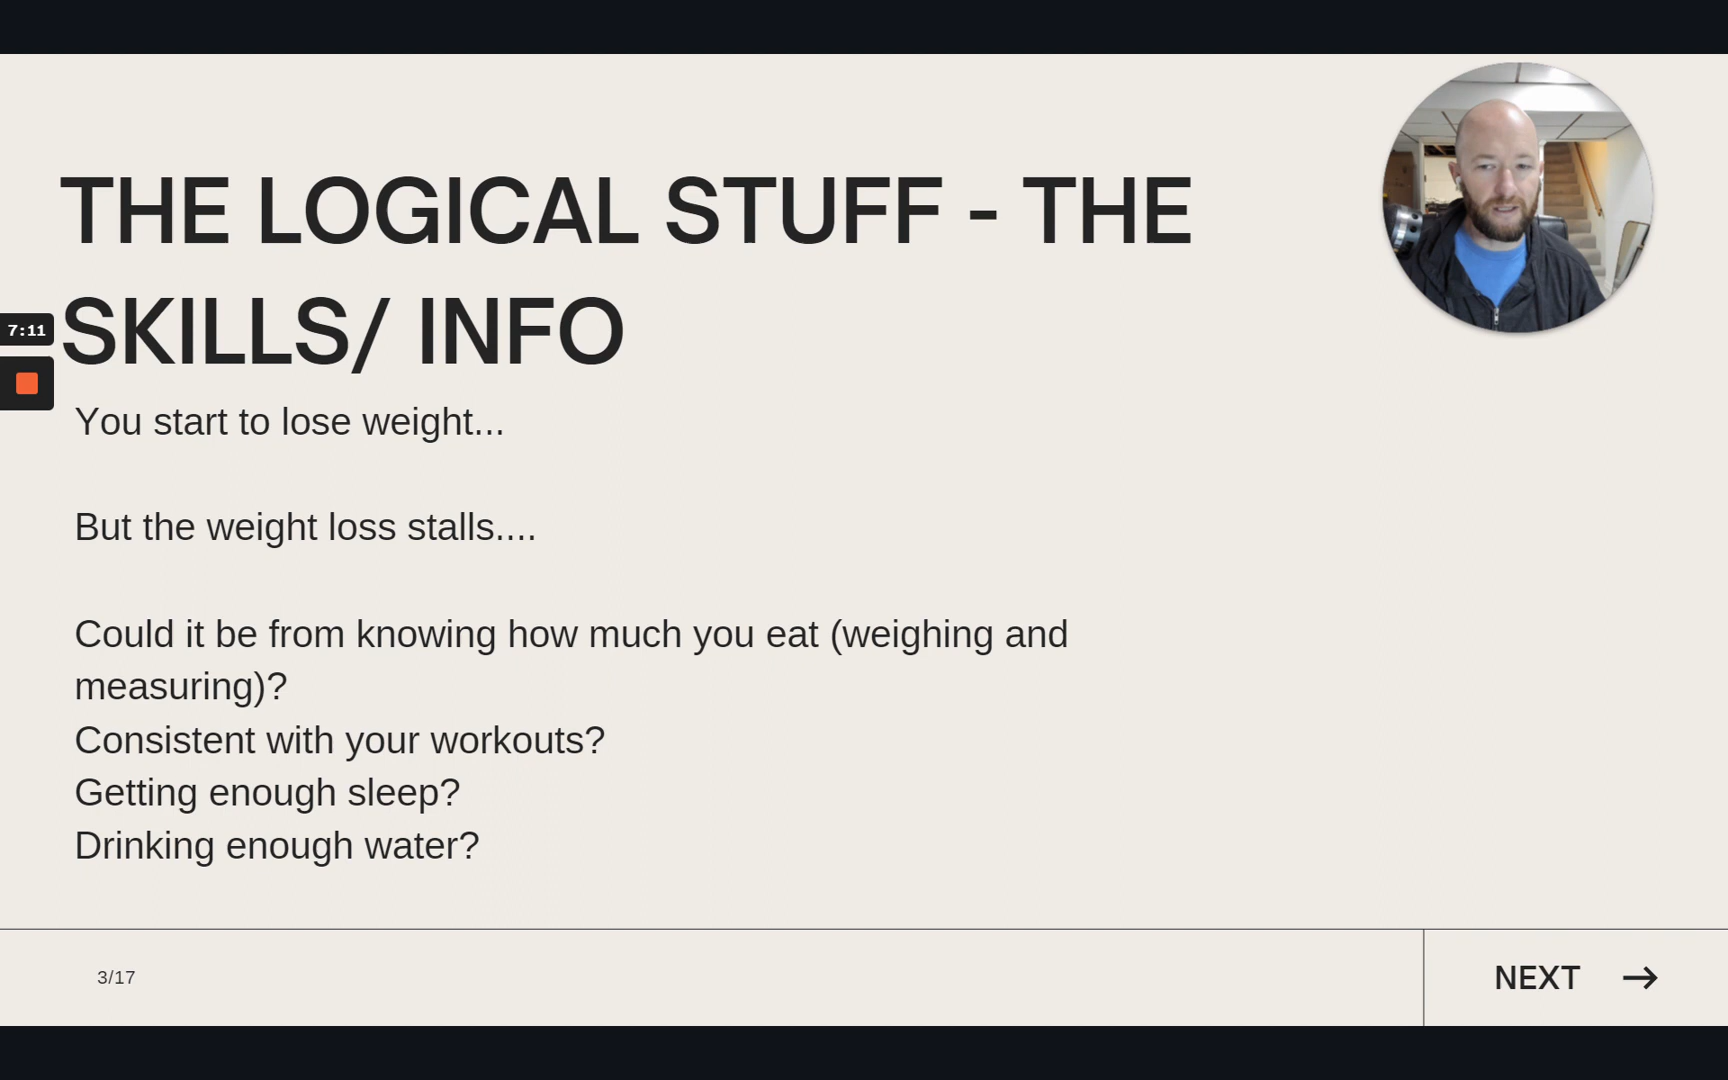 THE LOGICAL STUFF - THE
SKILLS/ INFO
7:11
You start to lose weight...
But the weight loss stalls....
Could it be from knowing how much you eat (weighing and
measuring)?
Consistent with your workouts?
Getting enough sleep?
Drinking enough water?
3/17
NEXT →